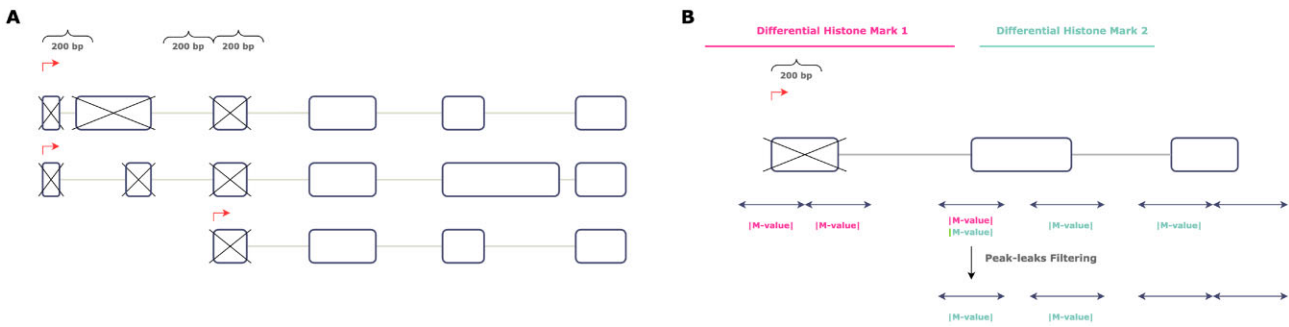 A
200 bp
200 bp
200 bp
B
Differential Histone Mark 1
Differential Histone Mark 2
200 bp
|M-value|
|M-value|
|M-value|
|M-value|
|M-value|
|M-value|
Peak-leaks Filtering
|M-value|
|M-value|